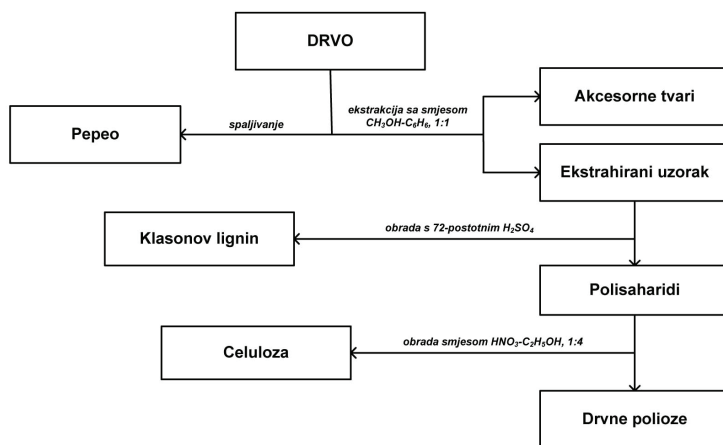 DRVO
ekstrakcija sa smjesom
CH₃OH-C₆H₆, 1:1
Akcesorne tvari
spaljivanje
Pepeo
Ekstrahirani uzorak
obrada s 72-postotnim H₂SO₄
Klasonov lignin
Polisaharidi
obrada smjesom HNO₃-C₂H₅OH, 1:4
Celuloza
Drvne polioze